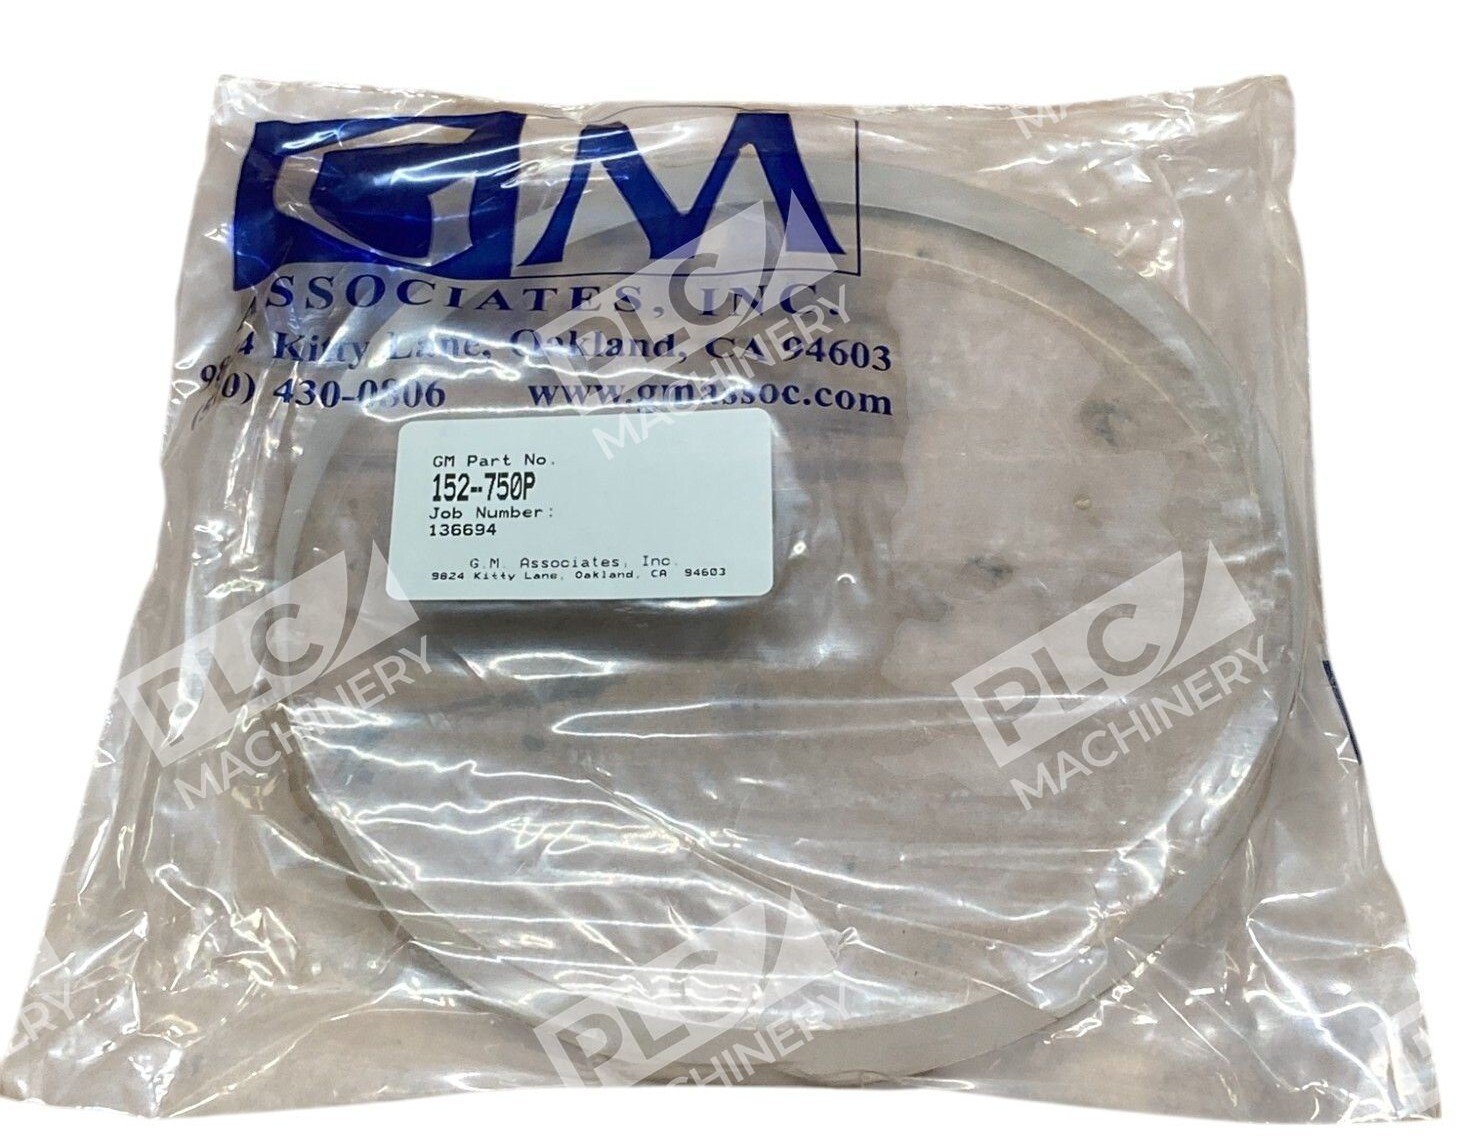 GM
ASSOCIATES, INC.
4 Kitty Lane, Oakland, CA 94603
430-0806 www.gmassoc.com
GM Part No.
152-750P
Job Number:
136694
G.M. Associates, Inc.
9824 Kitty Lane, Oakland, CA 94603
PLC
MACHINERY
PLC
MACHINERY
PLC
MACHINERY
PLC
MACHINERY